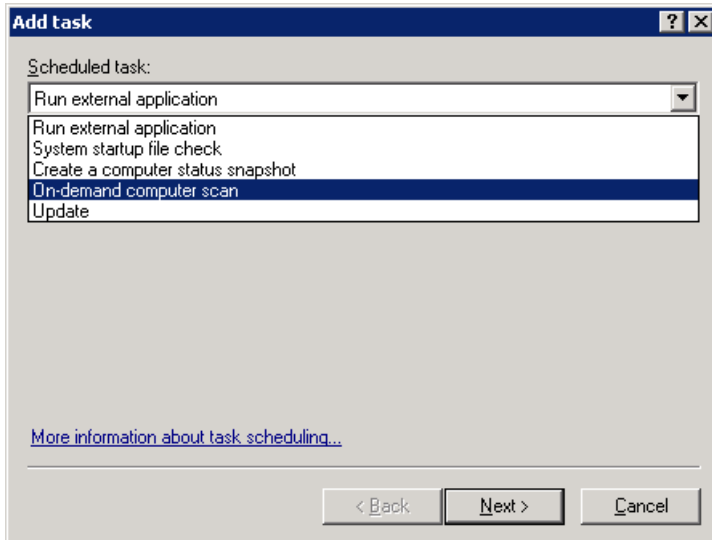 Add task
Scheduled task:
Run external application
Run external application
System startup file check
Create a computer status snapshot
On-demand computer scan
Update
More information about task scheduling...
< Back
Next >
Cancel